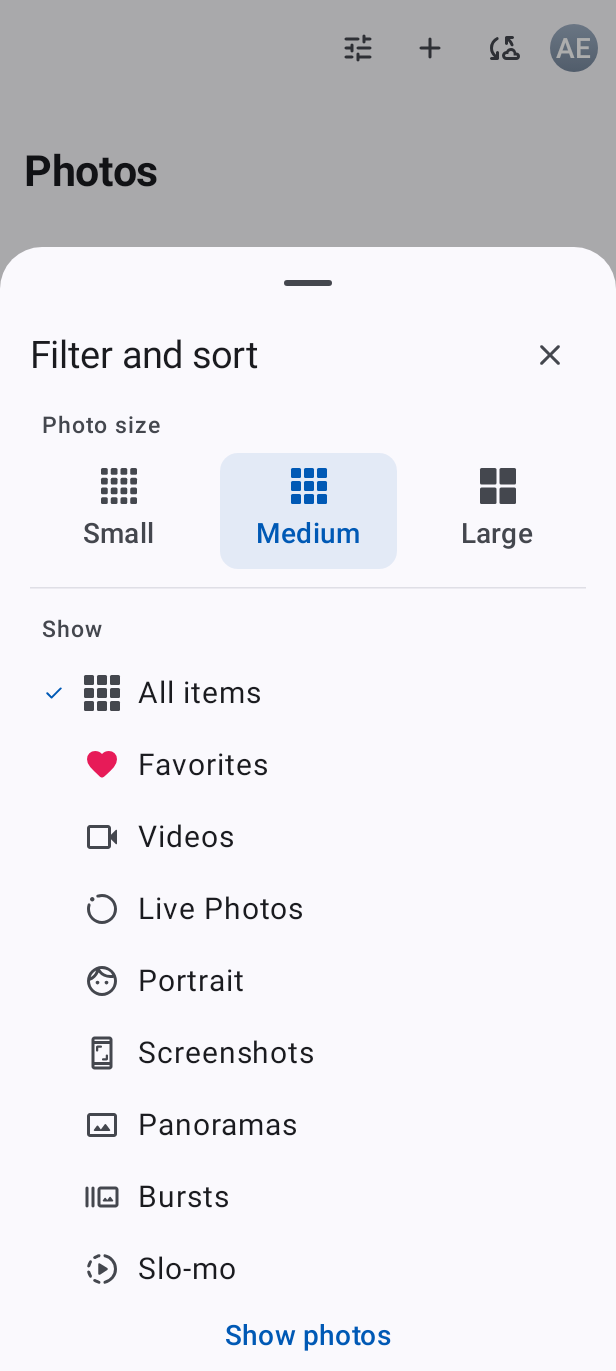 AE
Photos
Filter and sort
Photo size
Small
Medium
Large
Show
All items
Favorites
Videos
Live Photos
Portrait
Screenshots
Panoramas
Bursts
Slo-mo
Show photos